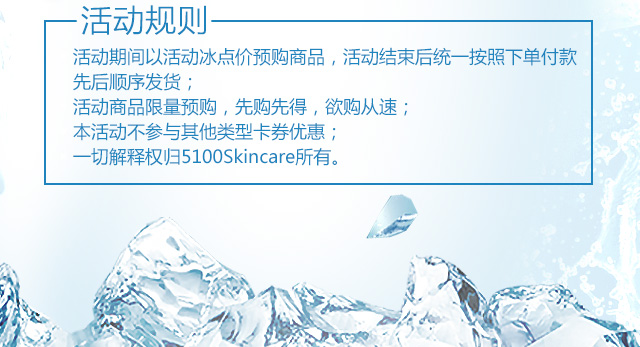 活动规则
活动期间以活动冰点价预购商品，活动结束后统一按照下单付款
先后顺序发货；
活动商品限量预购，先购先得，欲购从速；
本活动不参与其他类型卡券优惠；
一切解释权归5100Skincare所有。